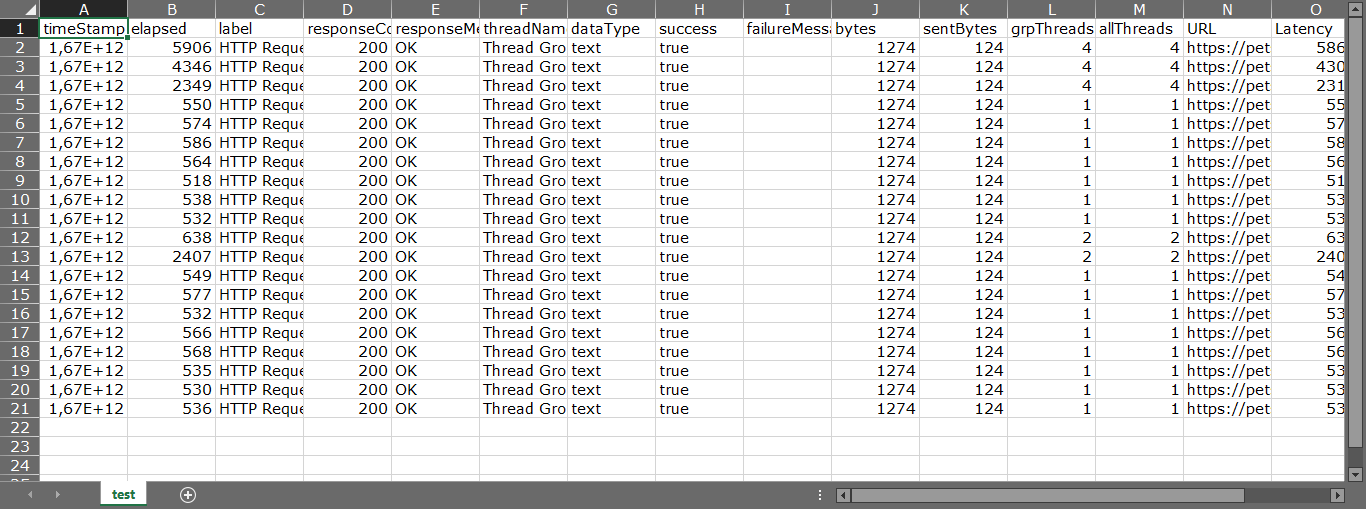 A B C D E F G H I J K L M N O
1 timeStamp elapsed label responseCo responseMe threadNam dataType success failureMessa bytes sentBytes grpThreads allThreads URL Latency
2 1,67E+12 5906 HTTP Reque 200 OK Thread Gro text true 1274 124 4 4 https://pet 586
3 1,67E+12 4346 HTTP Reque 200 OK Thread Gro text true 1274 124 4 4 https://pet 430
4 1,67E+12 2349 HTTP Reque 200 OK Thread Gro text true 1274 124 4 4 https://pet 231
5 1,67E+12 550 HTTP Reque 200 OK Thread Gro text true 1274 124 1 1 https://pet 55
6 1,67E+12 574 HTTP Reque 200 OK Thread Gro text true 1274 124 1 1 https://pet 57
7 1,67E+12 586 HTTP Reque 200 OK Thread Gro text true 1274 124 1 1 https://pet 58
8 1,67E+12 564 HTTP Reque 200 OK Thread Gro text true 1274 124 1 1 https://pet 56
9 1,67E+12 518 HTTP Reque 200 OK Thread Gro text true 1274 124 1 1 https://pet 51
10 1,67E+12 538 HTTP Reque 200 OK Thread Gro text true 1274 124 1 1 https://pet 53
11 1,67E+12 532 HTTP Reque 200 OK Thread Gro text true 1274 124 1 1 https://pet 53
12 1,67E+12 638 HTTP Reque 200 OK Thread Gro text true 1274 124 2 2 https://pet 63
13 1,67E+12 2407 HTTP Reque 200 OK Thread Gro text true 1274 124 2 2 https://pet 240
14 1,67E+12 549 HTTP Reque 200 OK Thread Gro text true 1274 124 1 1 https://pet 54
15 1,67E+12 577 HTTP Reque 200 OK Thread Gro text true 1274 124 1 1 https://pet 57
16 1,67E+12 532 HTTP Reque 200 OK Thread Gro text true 1274 124 1 1 https://pet 53
17 1,67E+12 566 HTTP Reque 200 OK Thread Gro text true 1274 124 1 1 https://pet 56
18 1,67E+12 568 HTTP Reque 200 OK Thread Gro text true 1274 124 1 1 https://pet 56
19 1,67E+12 535 HTTP Reque 200 OK Thread Gro text true 1274 124 1 1 https://pet 53
20 1,67E+12 530 HTTP Reque 200 OK Thread Gro text true 1274 124 1 1 https://pet 53
21 1,67E+12 536 HTTP Reque 200 OK Thread Gro text true 1274 124 1 1 https://pet 53
22
23
24
test